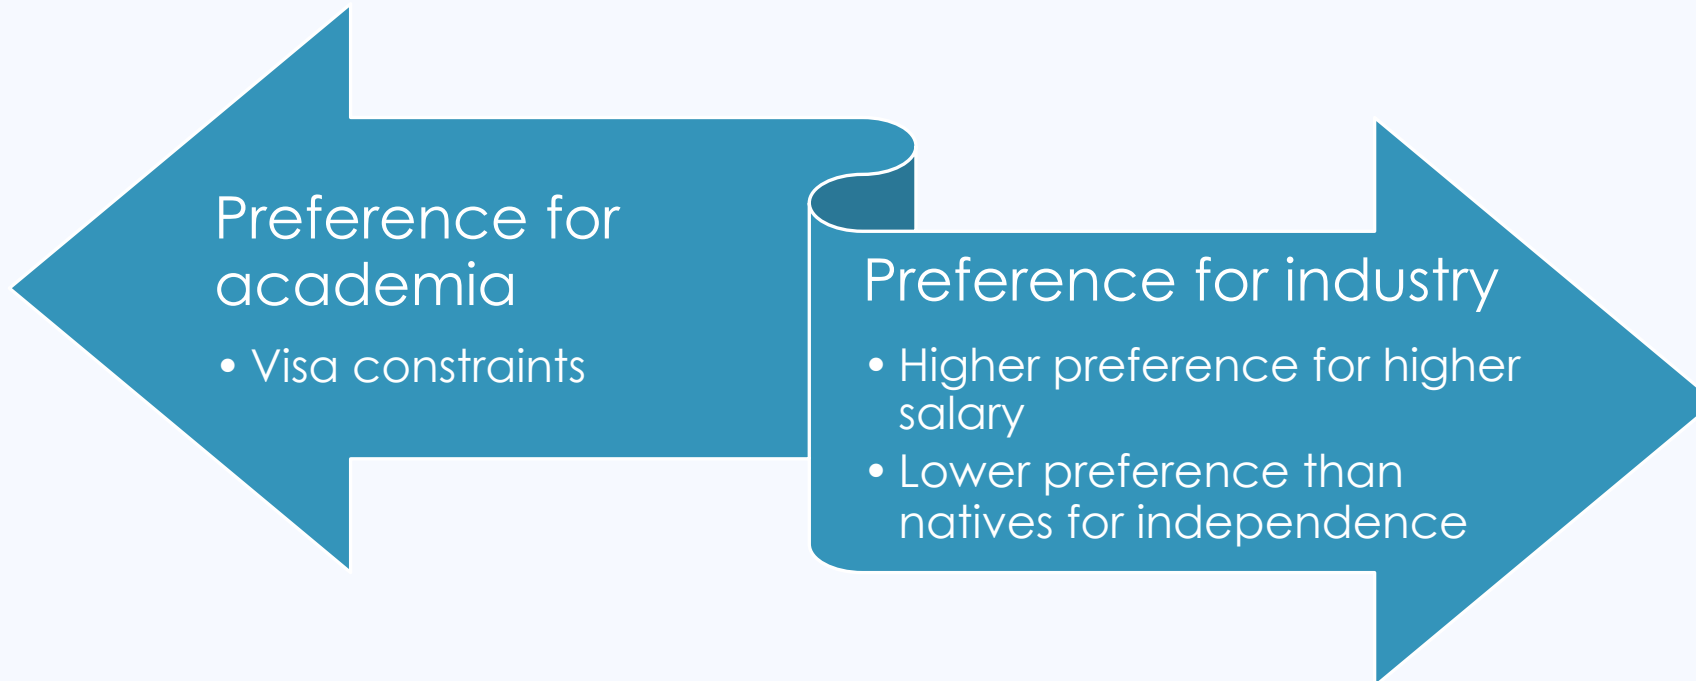 Preference for
academia
• Visa constraints
Preference for industry
• Higher preference for higher
salary
• Lower preference than
natives for independence